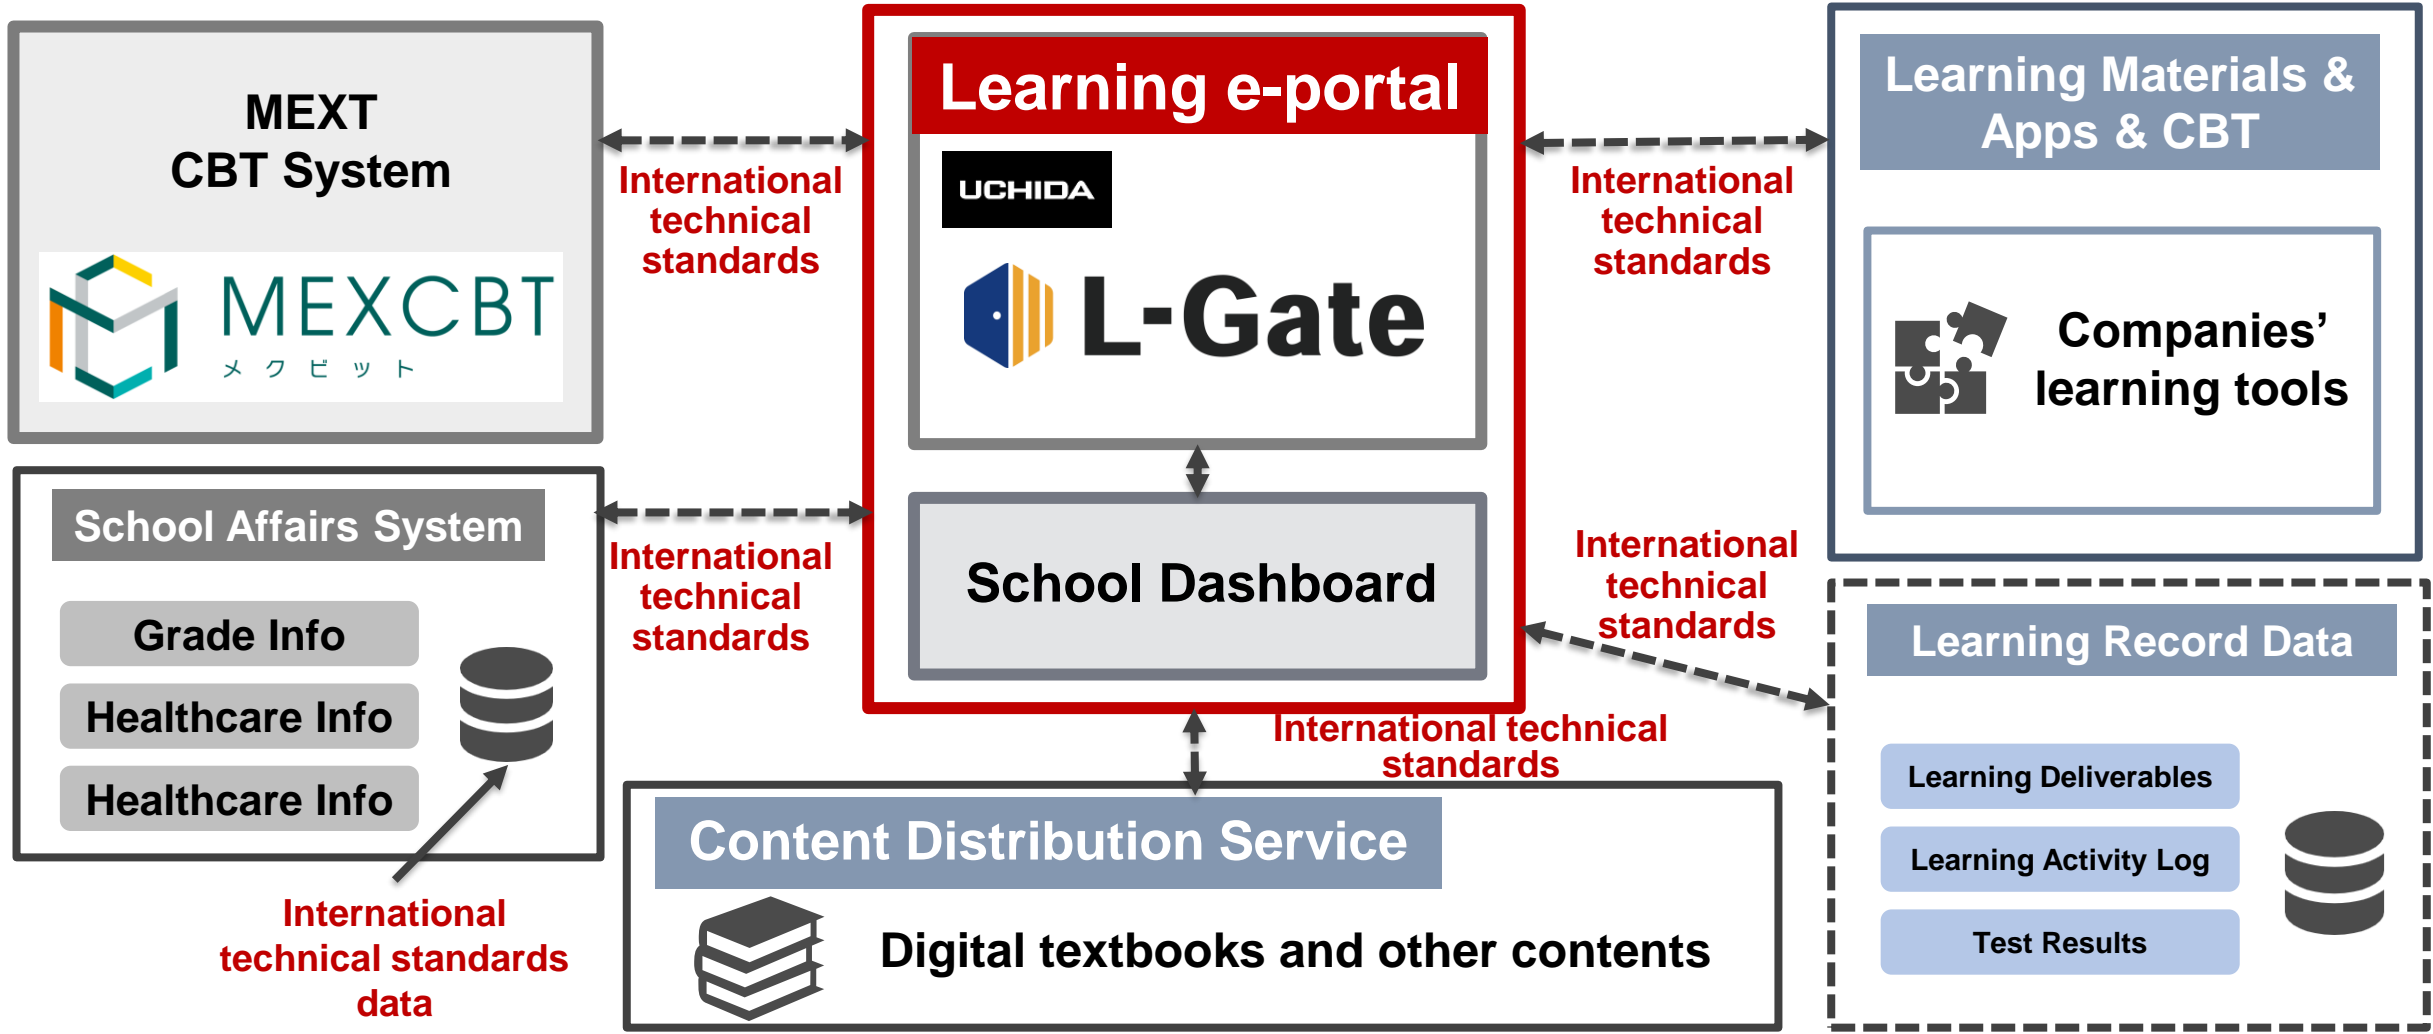 MEXT
CBT System
MEXCBT
メクビット
International
technical
standards
Learning e-portal
UCHIDA
L-Gate
School Dashboard
International
technical
standards
Learning Materials &
Apps & CBT
Companies’
learning tools
School Affairs System
Grade Info
Healthcare Info
Healthcare Info
International
technical standards
data
International
technical
standards
International
technical
standards
International technical
standards
Content Distribution Service
Digital textbooks and other contents
Learning Record Data
Learning Deliverables
Learning Activity Log
Test Results